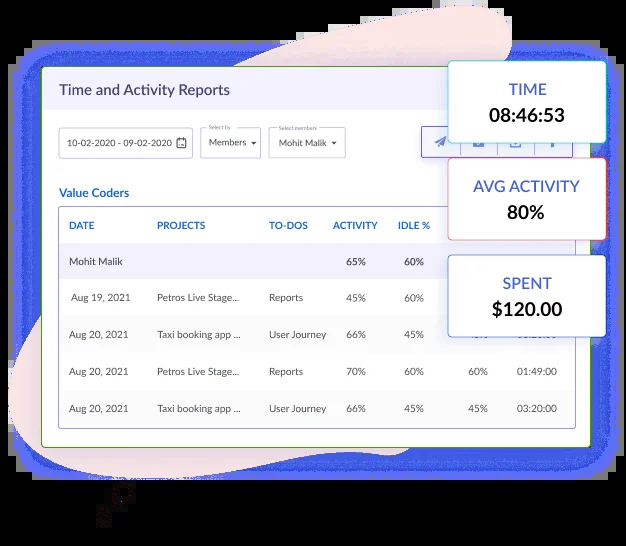 Time and Activity Reports
TIME
08:46:53
Select by
Select members
10-02-2020 - 09-02-2020
Members
Mohit Malik
AVG ACTIVITY
80%
Value Coders
DATE PROJECTS TO-DOS ACTIVITY IDLE %
Mohit Malik 65% 60%
SPENT
$120.00
Aug 19, 2021 Petros Live Stage... Reports 45% 60%
Aug 20, 2021 Taxi booking app ... User Journey 66% 45%
Aug 20, 2021 Petros Live Stage... Reports 70% 60% 60% 01:49:00
Aug 20, 2021 Taxi booking app ... User Journey 66% 45% 45% 03:20:00